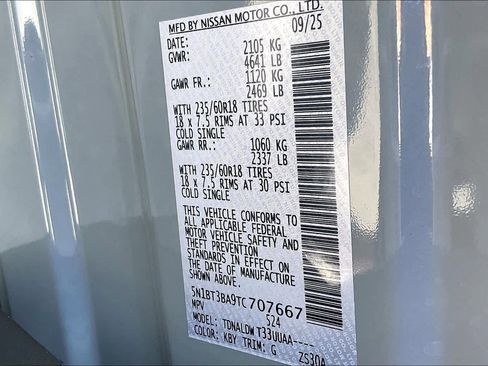 MFD BY NISSAN MOTOR CO., LTD.
DATE: 09/25
GVWR: 2105 KG
4641 LB
GAWR FR.: 1120 KG
2469 LB
WITH 235/60R18 TIRES
18 x 7.5 RIMS AT 33 PSI
COLD SINGLE
GAWR RR.: 1060 KG
2337 LB
WITH 235/60R18 TIRES
18 x 7.5 RIMS AT 30 PSI
COLD SINGLE
THIS VEHICLE CONFORMS TO
ALL APPLICABLE FEDERAL
MOTOR VEHICLE SAFETY AND
THEFT PREVENTION
STANDARDS IN EFFECT ON
THE DATE OF MANUFACTURE
SHOWN ABOVE.
5N1BT3BA9TC707667
MPV S24
MODEL: TDNALDW T33UUAA----
COLOR: KBY TRIM: G ZS30A